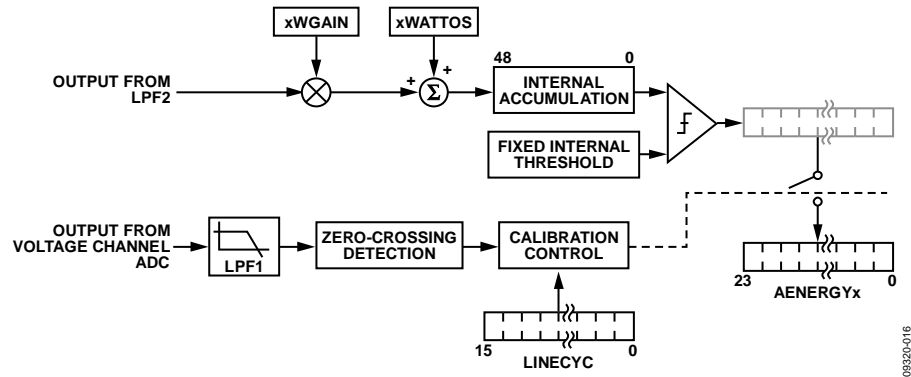 xWGAIN
xWATTOS
OUTPUT FROM
LPF2
+
+
Σ
48
0
INTERNAL
ACCUMULATION
FIXED INTERNAL
THRESHOLD
OUTPUT FROM
VOLTAGE CHANNEL
ADC
LPF1
ZERO-CROSSING
DETECTION
CALIBRATION
CONTROL
23
0
AENERGYx
15
0
LINECYC
09320-016